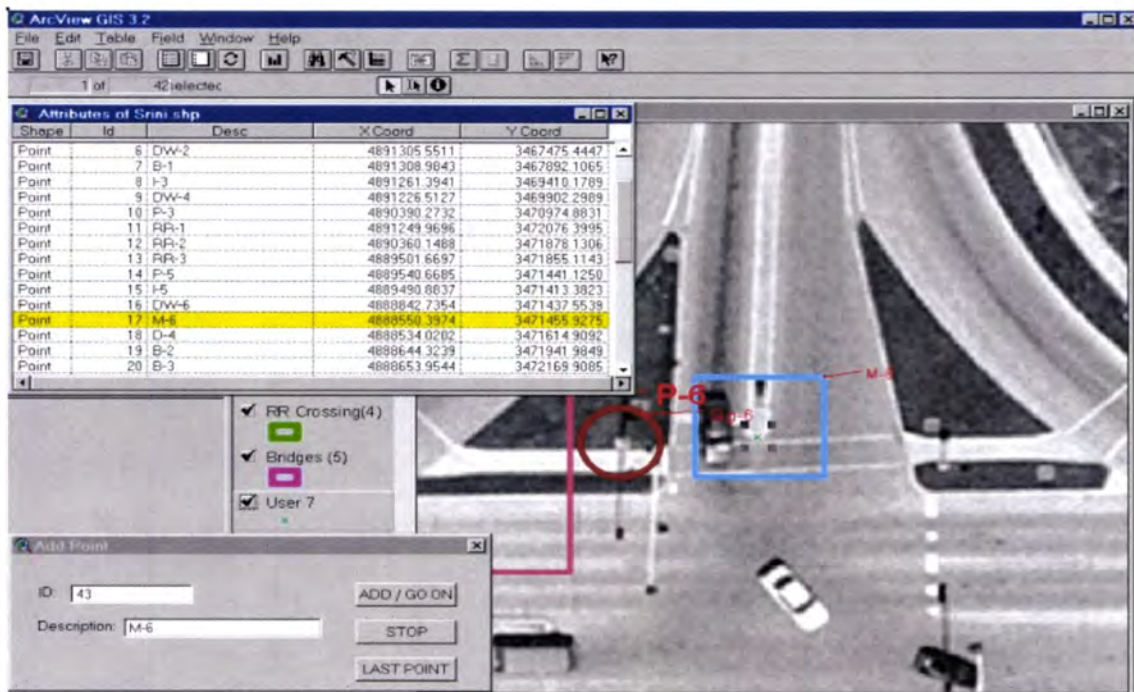 ArcView GIS 3.2
File Edit Table Field Window Help
1 of 42 selectec
Attributes of Srini.shp
Shape Id Desc X Coord Y Coord
Point 6 DW-2 4891305.5511 3467475.4447
Point 7 B-1 4891308.9843 3467892.1065
Point 8 I-3 4891261.3941 3469410.1789
Point 9 DW-4 4891226.5127 3469902.2989
Point 10 P-3 4890390.2732 3470974.8831
Point 11 RR-1 4891249.9696 3472076.3995
Point 12 RR-2 4890360.1488 3471878.1306
Point 13 RR-3 4889501.6697 3471855.1143
Point 14 P-5 4889540.6685 3471441.1250
Point 15 I-5 4889490.8837 3471413.3823
Point 16 DW-6 4888842.7354 3471437.5539
Point 17 M-6 4888550.3974 3471455.9275
Point 18 D-4 4888534.0202 3471614.9092
Point 19 B-2 4888644.3239 3471941.9849
Point 20 B-3 4888653.9544 3472169.9085
M-6
P-6
RR Crossing(4)
Bridges (5)
User 7
Add Point
ID: 43
ADD / GO ON
Description: M-6
STOP
LAST POINT